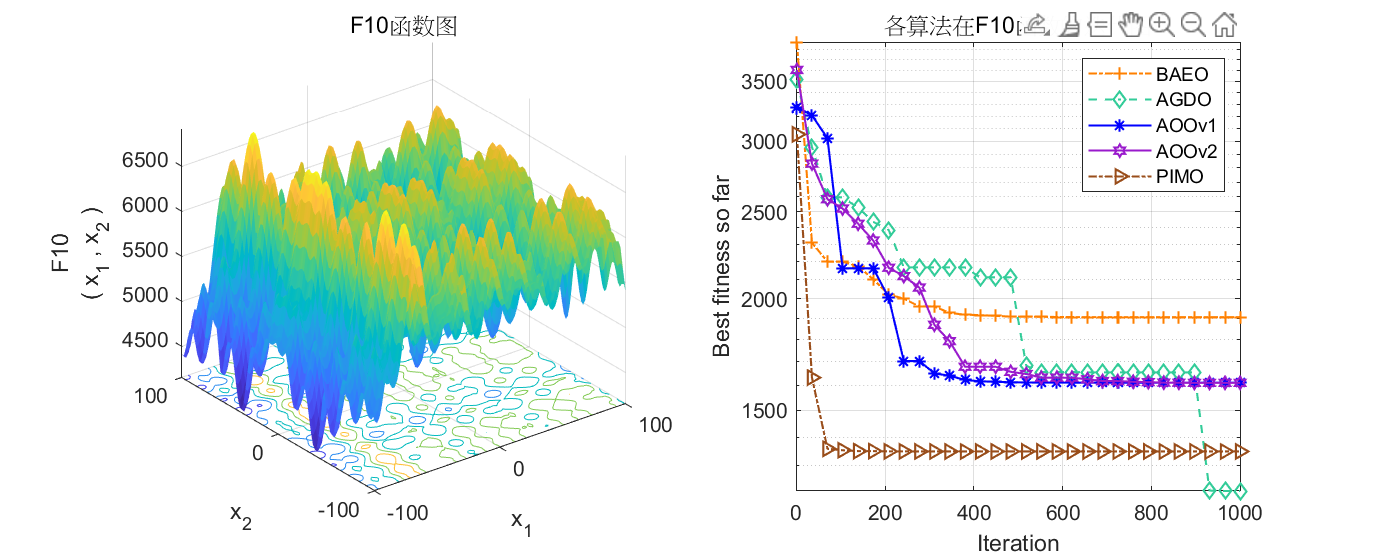 F10函数图
6500
6000
5500
5000
4500
F10
( x1 , x2 )
100
0
-100
x2
-100
0
100
x1
各算法在F10
3500
3000
2500
2000
1500
Best fitness so far
BAEO
AGDO
AOOv1
AOOv2
PIMO
0
200
400
600
800
1000
Iteration